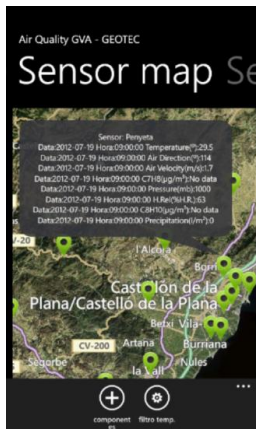 Air Quality GVA - GEOTEC
Sensor map Se
Sensor: Penyeta
Data:2012-07-19 Hora:09:00:00 Temperature(º):29.5
Data:2012-07-19 Hora:09:00:00 Air Direction(º):114
Data:2012-07-19 Hora:09:00:00 Air Velocity(m/s):1.7
Data:2012-07-19 Hora:09:00:00 C7H8(µg/m³):No data
Data:2012-07-19 Hora:09:00:00 Pressure(mb):1000
Data:2012-07-19 Hora:09:00:00 H.Rel(%H.R.):63
Data:2012-07-19 Hora:09:00:00 C8H10(µg/m³):No data
Data:2012-07-19 Hora:09:00:00 Precipitation(l/m²):0
V-20
l'Alcora
Borri
Castellón de la
Plana/Castelló de la Plana
Betxí Vila-
CV-200 Artana Burriana
Segorbe
la Vall
Nules
component
es
filtro temp.